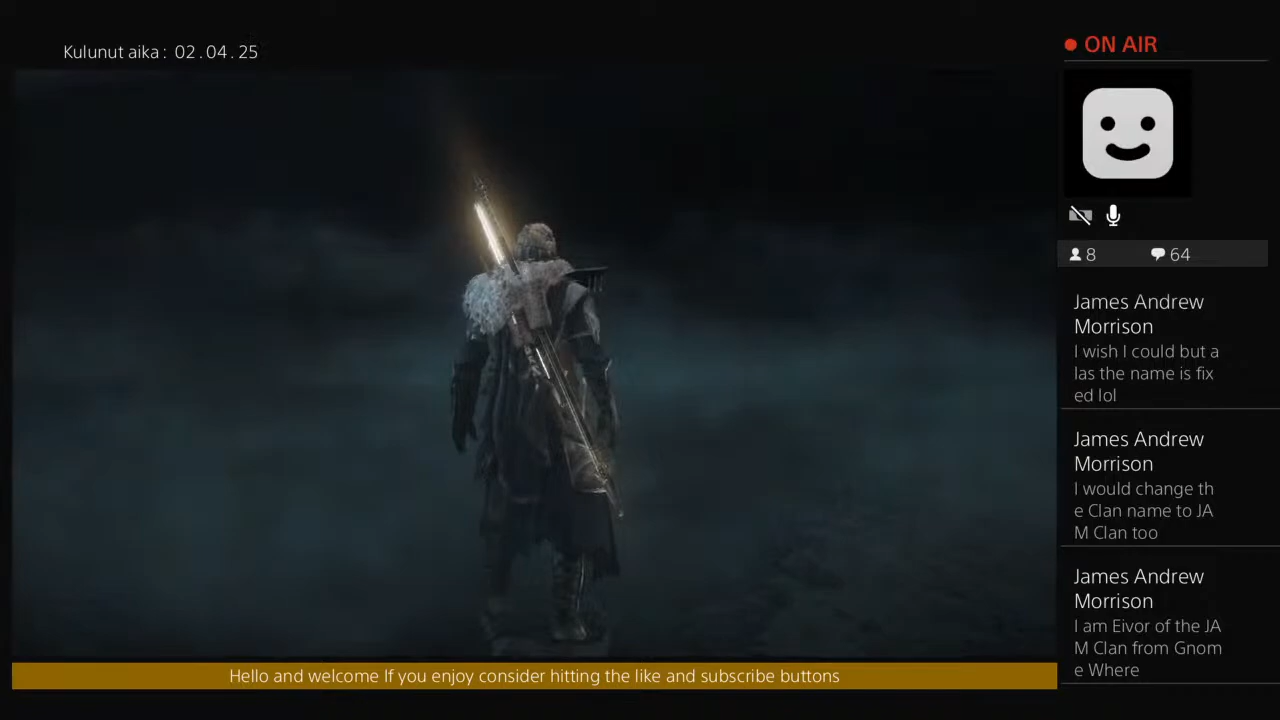 Kulunut aika : 02.04.25
ON AIR
8 64
James Andrew
Morrison
I wish I could but a
las the name is fix
ed lol
James Andrew
Morrison
I would change th
e Clan name to JA
M Clan too
James Andrew
Morrison
I am Eivor of the JA
M Clan from Gnom
e Where
Hello and welcome If you enjoy consider hitting the like and subscribe buttons